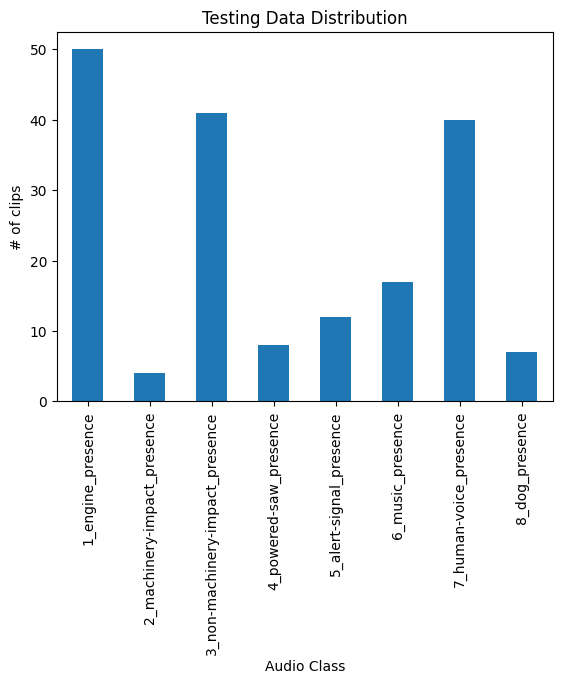 Testing Data Distribution
# of clips
50
40
30
20
10
0
1_engine_presence
2_machinery-impact_presence
3_non-machinery-impact_presence
4_powered-saw_presence
5_alert-signal_presence
6_music_presence
7_human-voice_presence
8_dog_presence
Audio Class